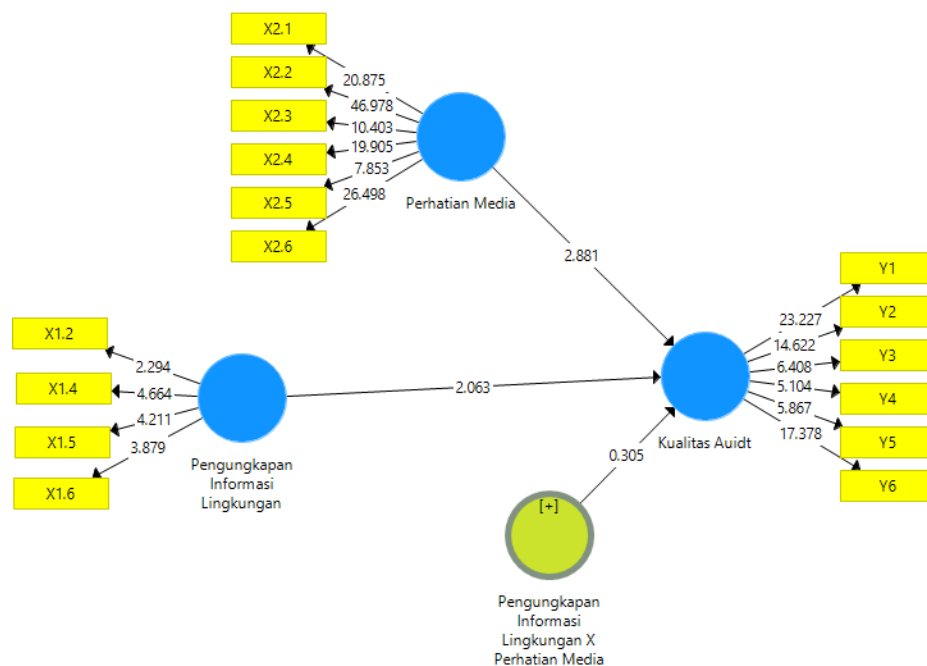 X2.1
X2.2
X2.3
X2.4
X2.5
X2.6
20.875
46.978
10.403
19.905
7.853
26.498
Perhatian Media
2.881
X1.2
X1.4
X1.5
X1.6
2.294
4.664
4.211
3.879
Pengungkapan
Informasi
Lingkungan
2.063
Y1
Y2
Y3
Y4
Y5
Y6
23.227
14.622
6.408
5.104
5.867
17.378
Kualitas Auidt
0.305
[+]
Pengungkapan
Informasi
Lingkungan X
Perhatian Media